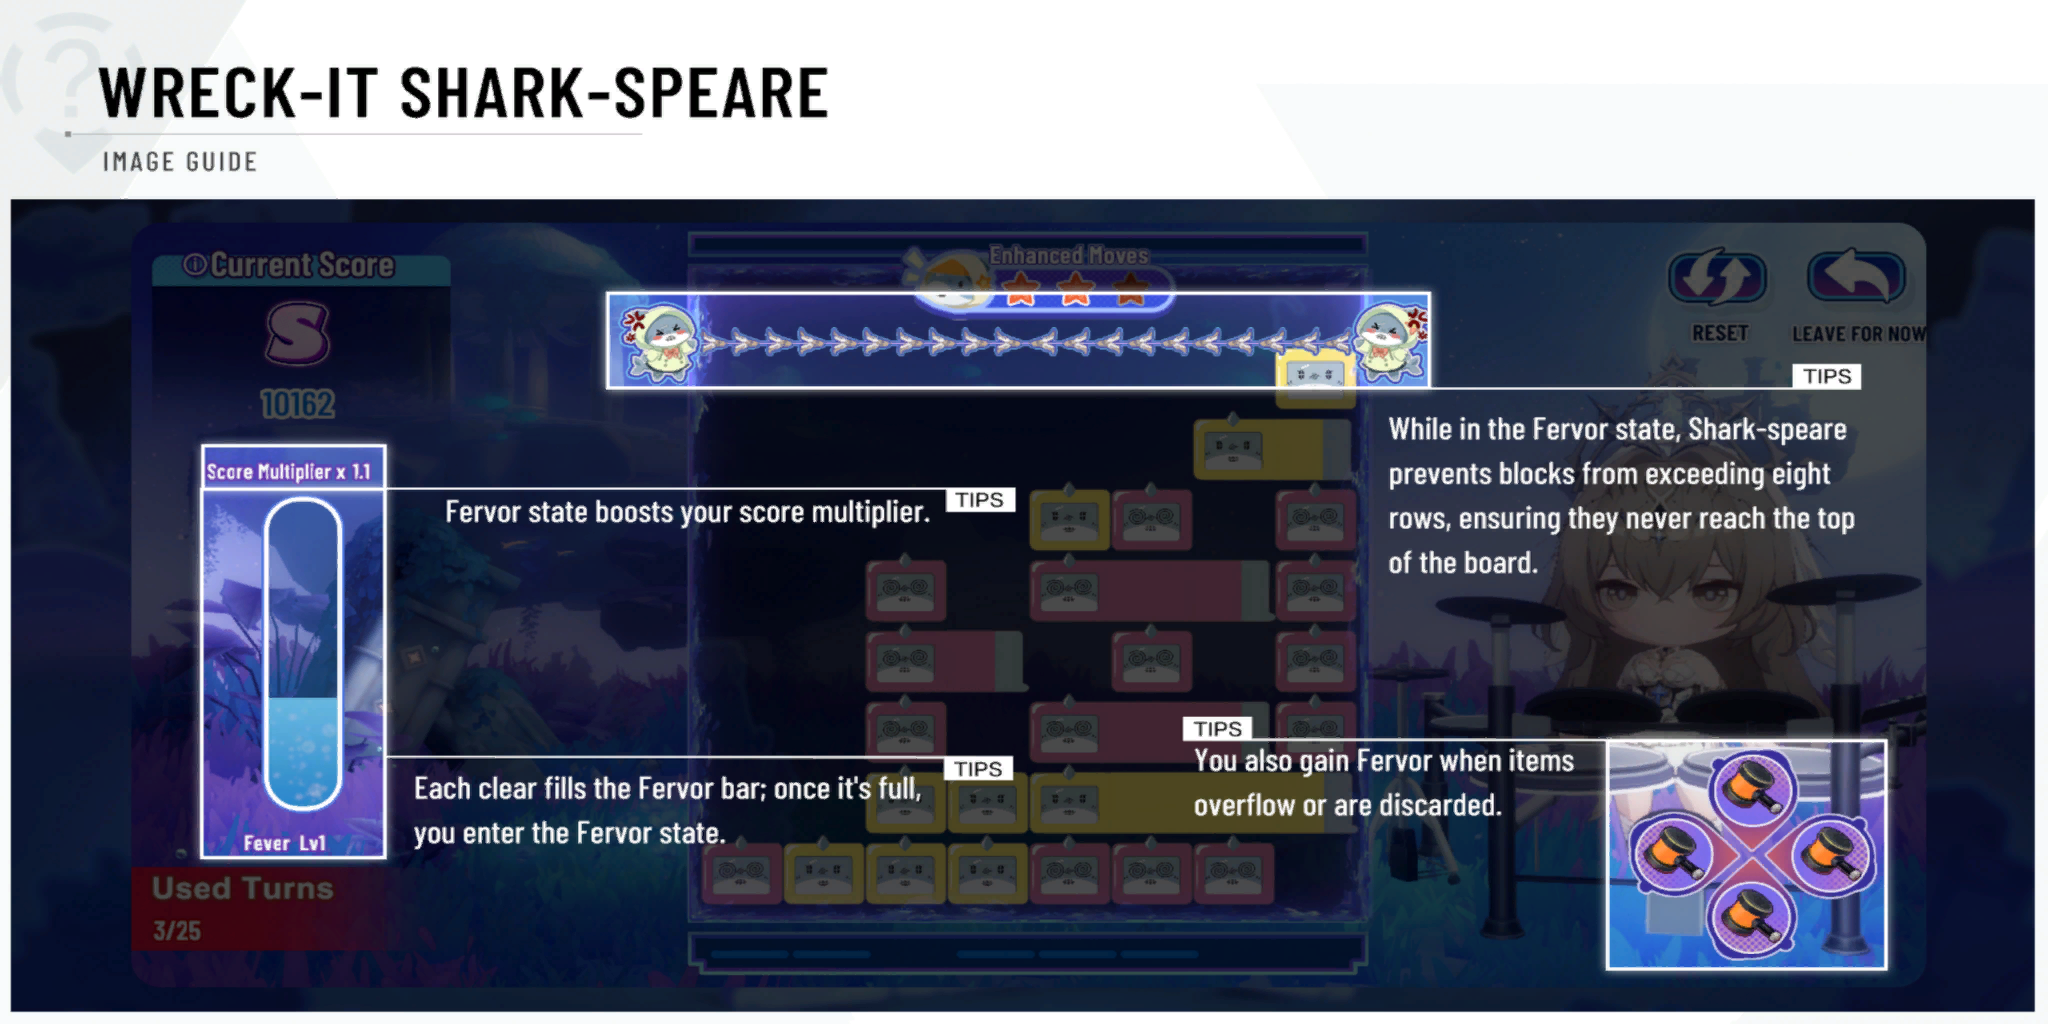 WRECK-IT SHARK-SPEARE
IMAGE GUIDE
Current Score
S
10162
Score Multiplier x 1.1
Fever Lv1
Used Turns
3/25
Enhanced Moves
RESET
LEAVE FOR NOW
TIPS
While in the Fervor state, Shark-speare
prevents blocks from exceeding eight
rows, ensuring they never reach the top
of the board.
Fervor state boosts your score multiplier.
TIPS
TIPS
Each clear fills the Fervor bar; once it's full,
you enter the Fervor state.
TIPS
You also gain Fervor when items
overflow or are discarded.